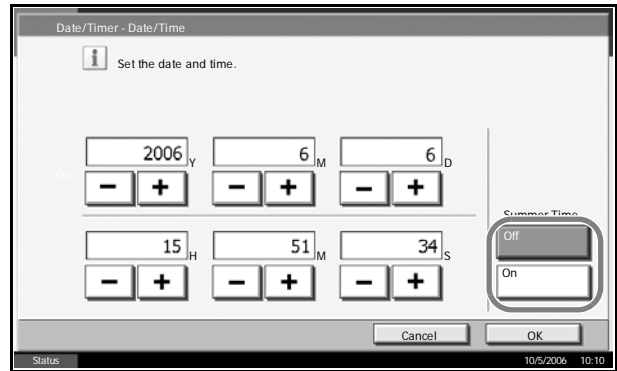 Date/Timer - Date/Time
i Set the date and time.
2006 Y 6 M 6 D
On
− + − + − +
Summer Time
15 H 51 M 34 S
Off
− + − + − +
On
Cancel OK
Status 10/5/2006 10:10